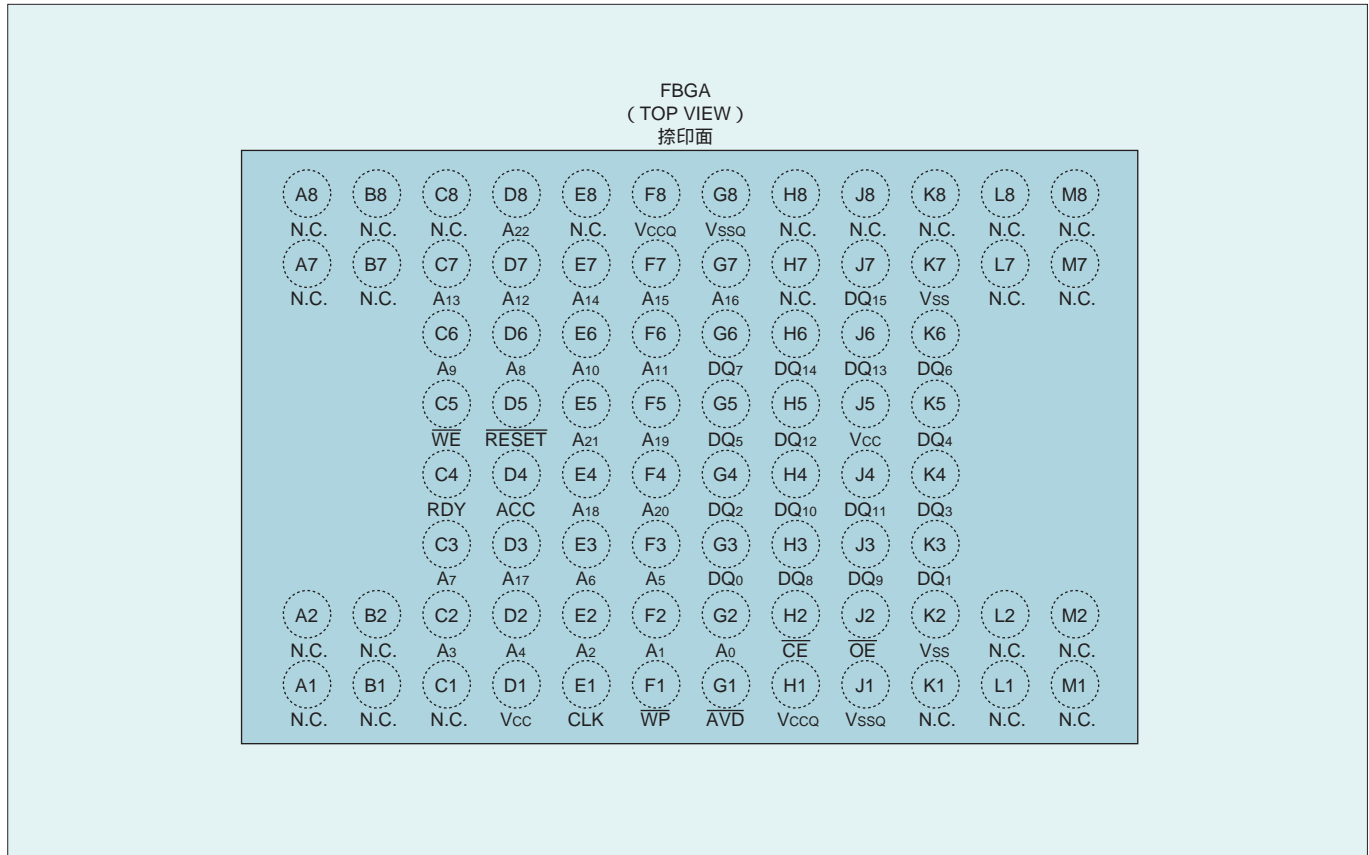 FBGA
( TOP VIEW )
捺印面
A8 B8 C8 D8 E8 F8 G8 H8 J8 K8 L8 M8
N.C. N.C. N.C. A22 N.C. VCCQ VSSQ N.C. N.C. N.C. N.C. N.C.
A7 B7 C7 D7 E7 F7 G7 H7 J7 K7 L7 M7
N.C. N.C. A13 A12 A14 A15 A16 N.C. DQ15 VSS N.C. N.C.
C6 D6 E6 F6 G6 H6 J6 K6
A9 A8 A10 A11 DQ7 DQ14 DQ13 DQ6
C5 D5 E5 F5 G5 H5 J5 K5
W̅E̅ R̅E̅S̅E̅T̅ A21 A19 DQ5 DQ12 VCC DQ4
C4 D4 E4 F4 G4 H4 J4 K4
RDY ACC A18 A20 DQ2 DQ10 DQ11 DQ3
C3 D3 E3 F3 G3 H3 J3 K3
A7 A17 A6 A5 DQ0 DQ8 DQ9 DQ1
A2 B2 C2 D2 E2 F2 G2 H2 J2 K2 L2 M2
N.C. N.C. A3 A4 A2 A1 A0 C̅E̅ O̅E̅ VSS N.C. N.C.
A1 B1 C1 D1 E1 F1 G1 H1 J1 K1 L1 M1
N.C. N.C. N.C. VCC CLK W̅P̅ A̅V̅D̅ VCCQ VSSQ N.C. N.C. N.C.